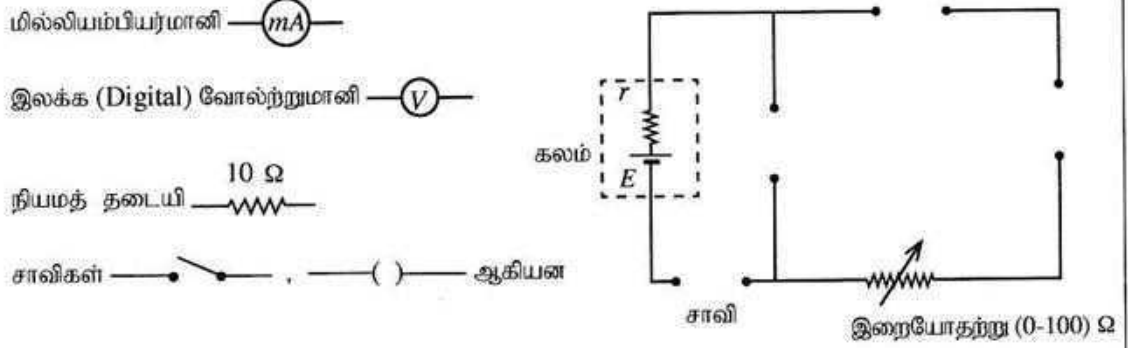 மில்லியம்பியர்மானி mA
இலக்க (Digital) வோல்ற்றுமானி V
10 Ω
நியமத் தடையி
சாவிகள் , ( ) ஆகியன
r
கலம்
E
சாவி
இறையோதற்று (0-100) Ω